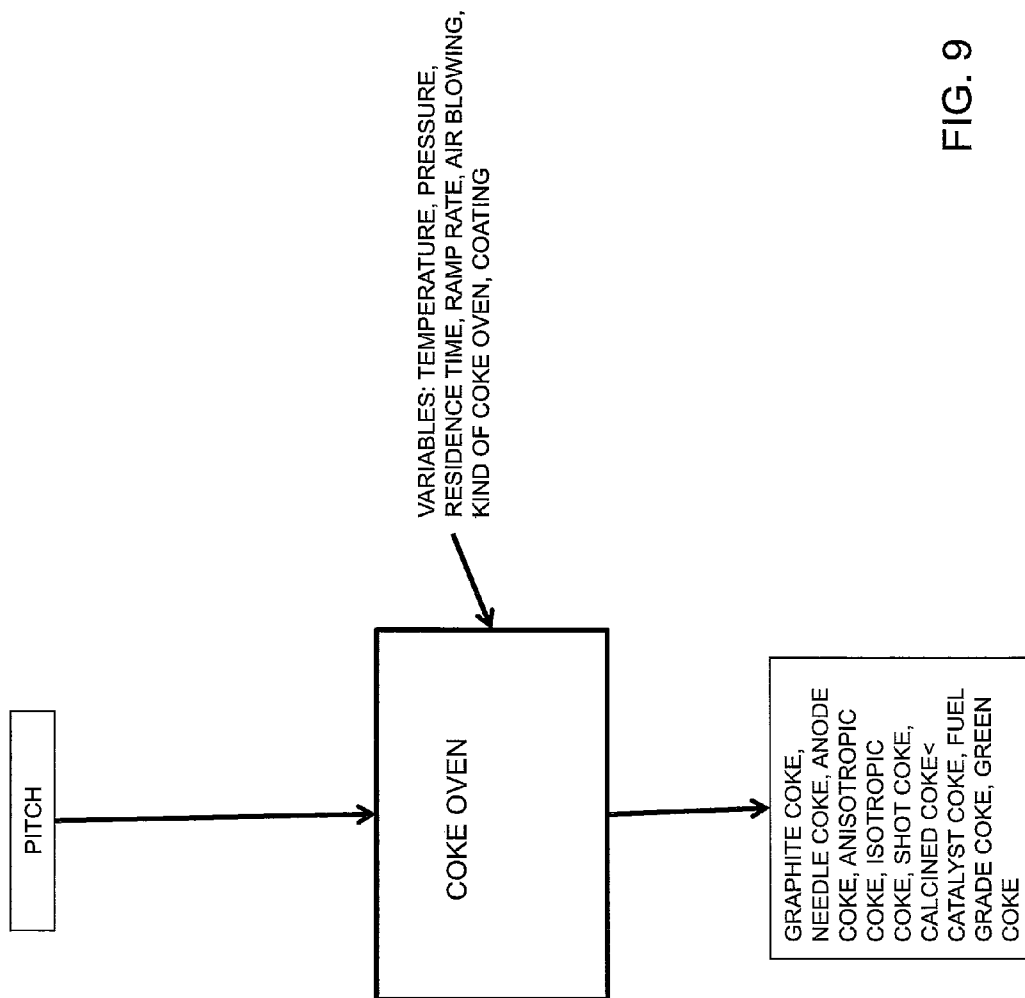 PITCH
COKE OVEN
VARIABLES: TEMPERATURE, PRESSURE,
RESIDENCE TIME, RAMP RATE, AIR BLOWING,
KIND OF COKE OVEN, COATING
GRAPHITE COKE,
NEEDLE COKE, ANODE
COKE, ANISOTROPIC
COKE, ISOTROPIC
COKE, SHOT COKE,
CALCINED COKE<
CATALYST COKE, FUEL
GRADE COKE, GREEN
COKE
FIG. 9